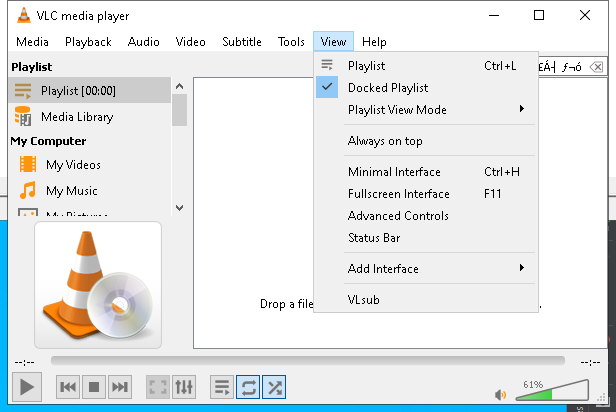 VLC media player
Media Playback Audio Video Subtitle Tools View Help
Playlist
Playlist [00:00]
Media Library
My Computer
My Videos
My Music
My Pictures
Playlist Ctrl+L
Docked Playlist
Playlist View Mode
Always on top
Minimal Interface Ctrl+H
Fullscreen Interface F11
Advanced Controls
Status Bar
Add Interface
VLsub
£Á┤ ƒ¬ó
Drop a file
--:-- --:--
61%